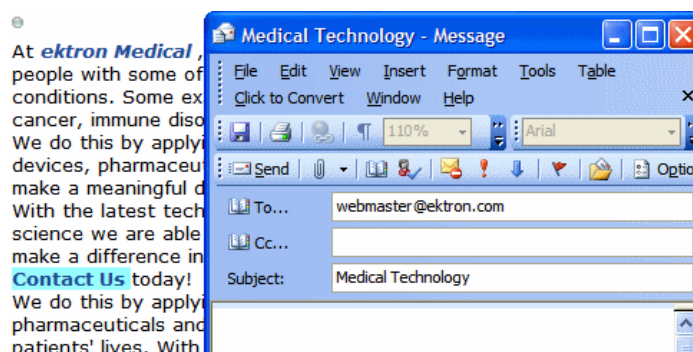 At ektron Medical ,
people with some of
conditions. Some ex
cancer, immune diso
We do this by applyi
devices, pharmaceu
make a meaningful d
With the latest tech
science we are able
make a difference in
Contact Us today!
We do this by applyi
pharmaceuticals and
patients' lives. With
Medical Technology - Message
File Edit View Insert Format Tools Table
Click to Convert Window Help
110% Arial
Send Optio
To... webmaster@ektron.com
Cc...
Subject: Medical Technology